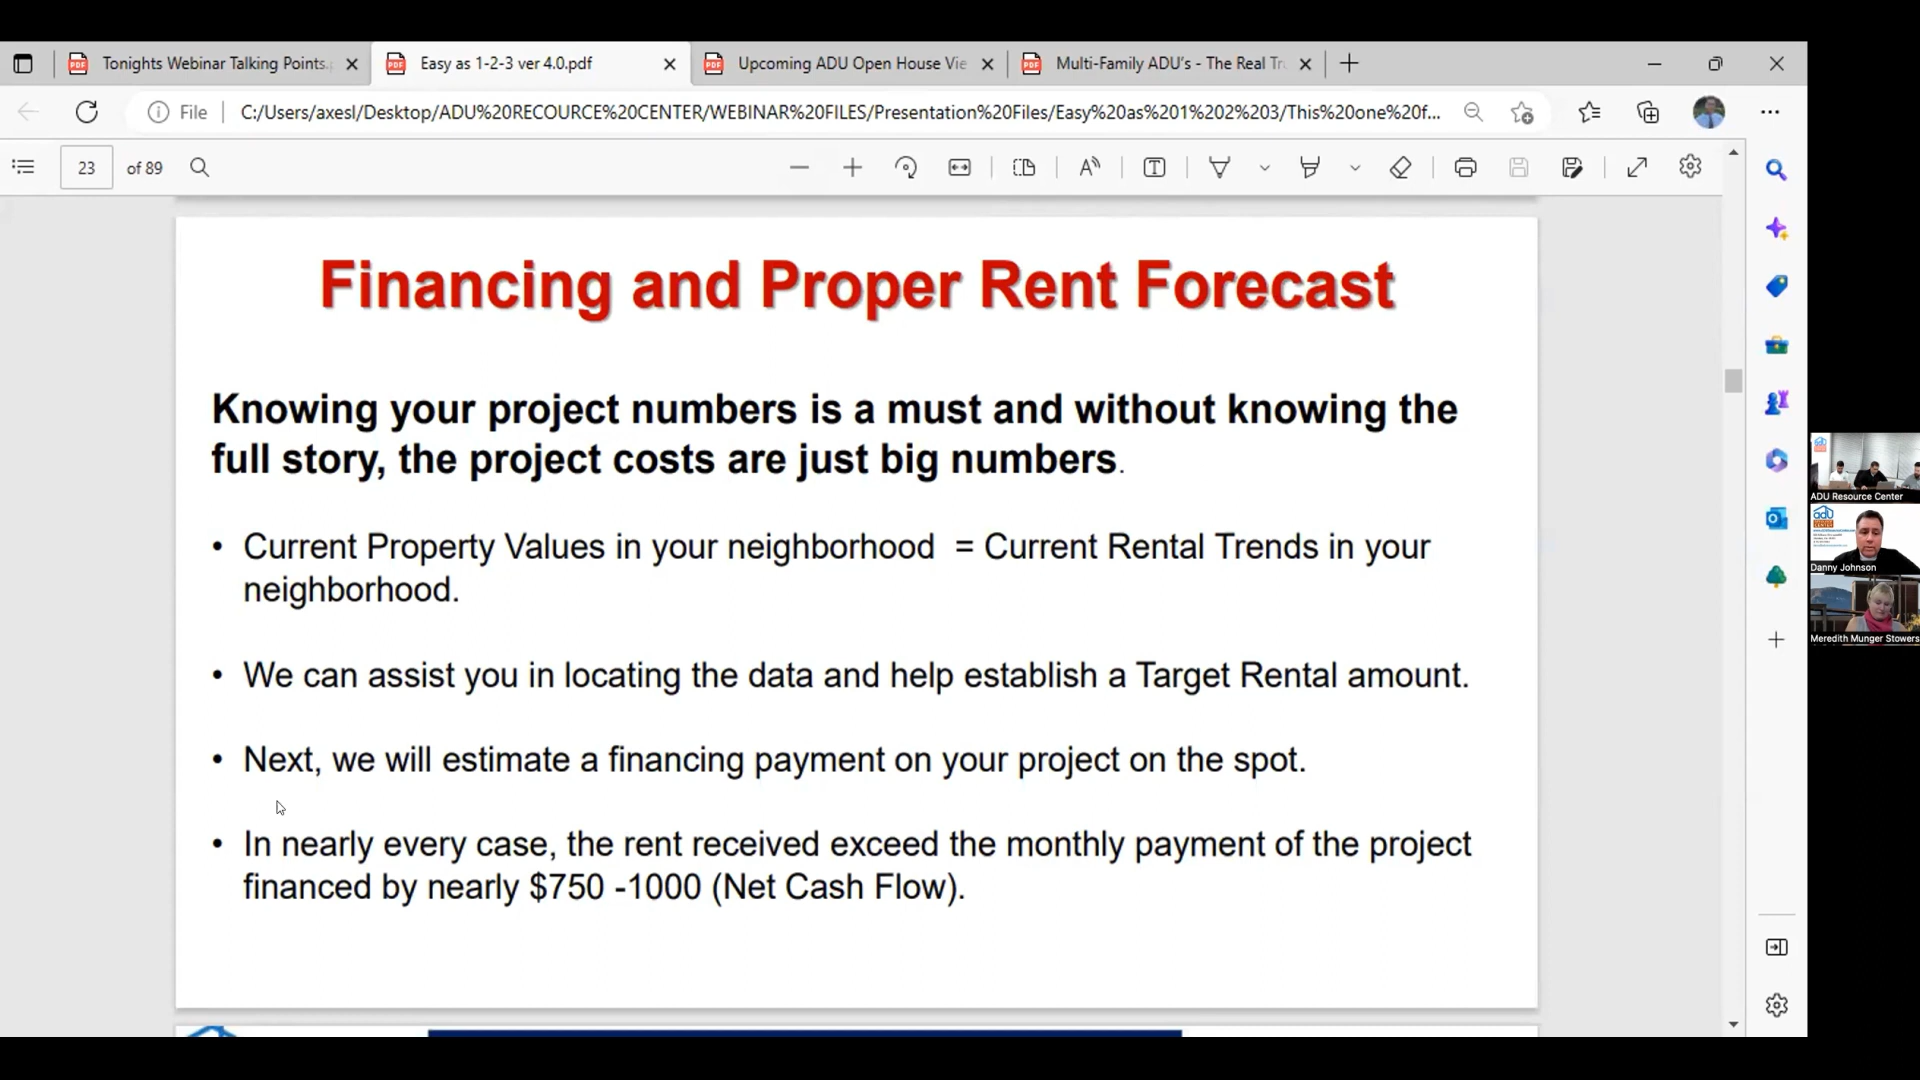 Tonights Webinar Talking Points.
Easy as 1-2-3 ver 4.0.pdf
Upcoming ADU Open House Vie
Multi-Family ADU's - The Real Tr
File
C:/Users/axesl/Desktop/ADU%20RECOURCE%20CENTER/WEBINAR%20FILES/Presentation%20Files/Easy%20as%201%202%203/This%20one%20f...
23 of 89
Financing and Proper Rent Forecast
Knowing your project numbers is a must and without knowing the
full story, the project costs are just big numbers.
• Current Property Values in your neighborhood = Current Rental Trends in your
neighborhood.
• We can assist you in locating the data and help establish a Target Rental amount.
• Next, we will estimate a financing payment on your project on the spot.
• In nearly every case, the rent received exceed the monthly payment of the project
financed by nearly $750 -1000 (Net Cash Flow).
ADU Resource Center
adu
Danny Johnson
Meredith Munger Stowers